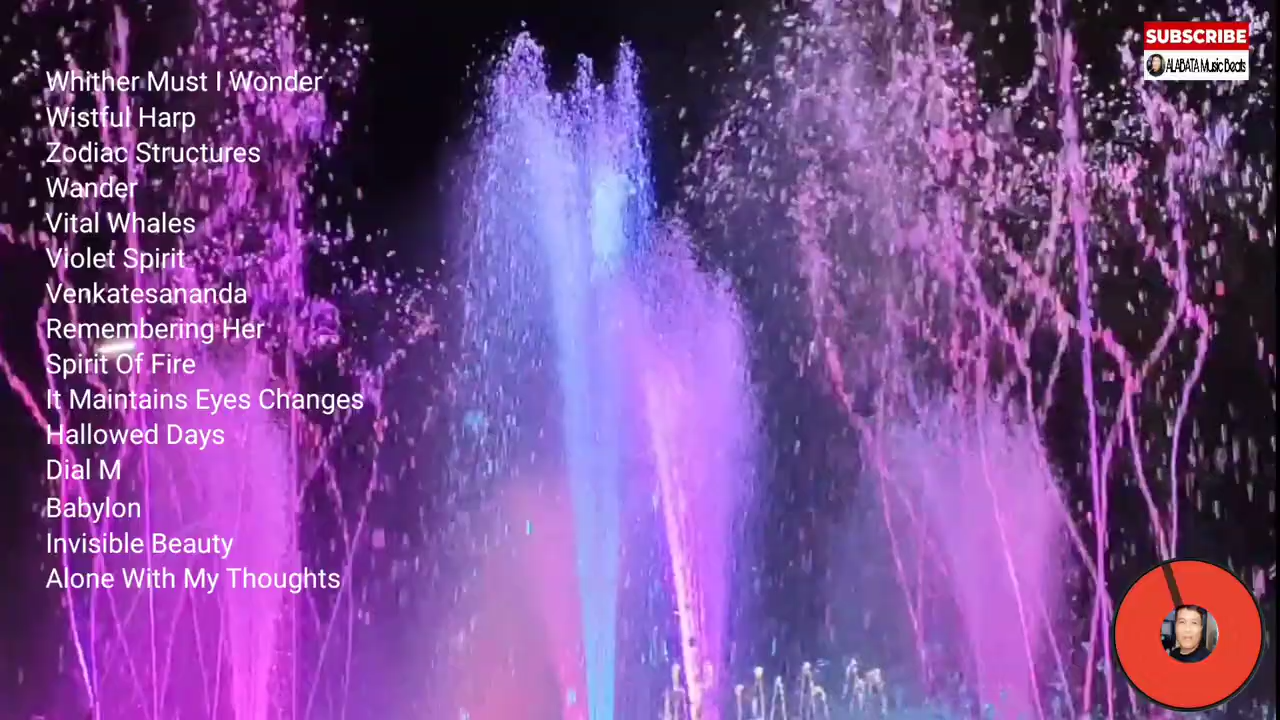 SUBSCRIBE
ALABATA Music Beats
Whither Must I Wonder
Wistful Harp
Zodiac Structures
Wander
Vital Whales
Violet Spirit
Venkatesananda
Remembering Her
Spirit Of Fire
It Maintains Eyes Changes
Hallowed Days
Dial M
Babylon
Invisible Beauty
Alone With My Thoughts